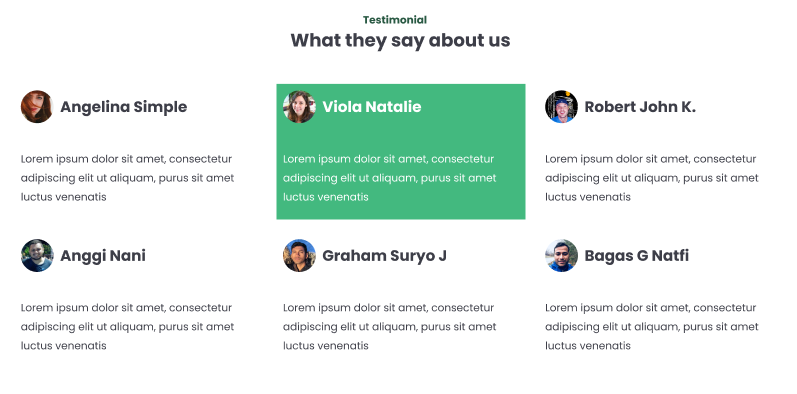 Testimonial
What they say about us
Angelina Simple
Lorem ipsum dolor sit amet, consectetur
adipiscing elit ut aliquam, purus sit amet
luctus venenatis
Viola Natalie
Lorem ipsum dolor sit amet, consectetur
adipiscing elit ut aliquam, purus sit amet
luctus venenatis
Robert John K.
Lorem ipsum dolor sit amet, consectetur
adipiscing elit ut aliquam, purus sit amet
luctus venenatis
Anggi Nani
Lorem ipsum dolor sit amet, consectetur
adipiscing elit ut aliquam, purus sit amet
luctus venenatis
Graham Suryo J
Lorem ipsum dolor sit amet, consectetur
adipiscing elit ut aliquam, purus sit amet
luctus venenatis
Bagas G Natfi
Lorem ipsum dolor sit amet, consectetur
adipiscing elit ut aliquam, purus sit amet
luctus venenatis